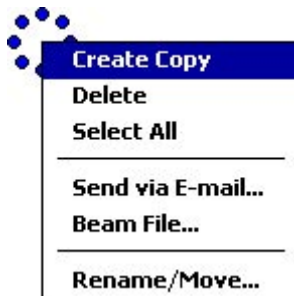 Create Copy
Delete
Select All
Send via E-mail...
Beam File...
Rename/Move...